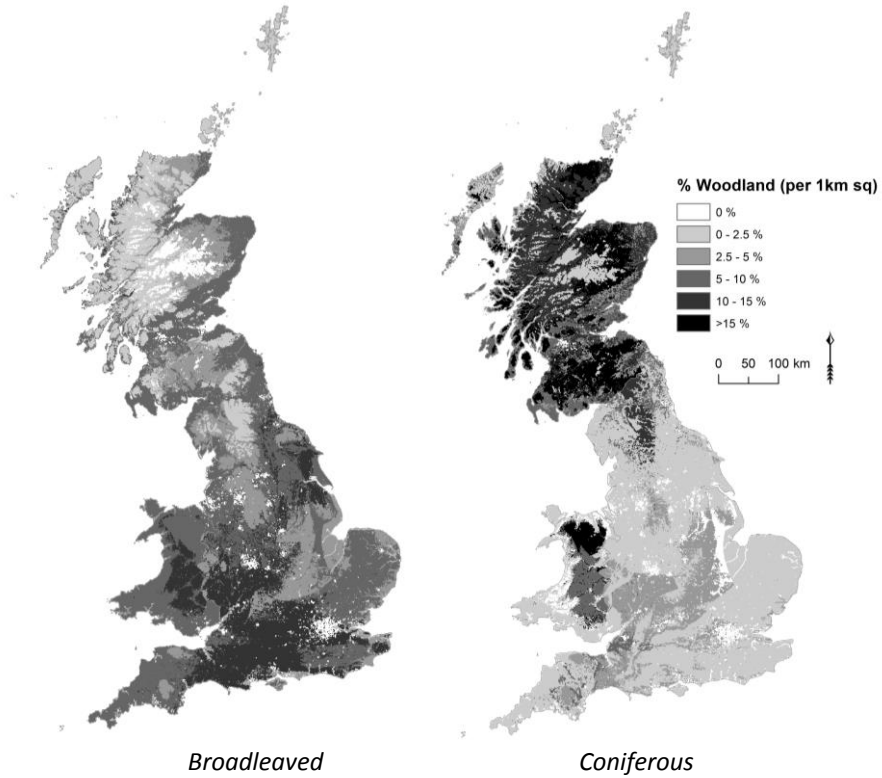 % Woodland (per 1km sq)
0 %
0 - 2.5 %
2.5 - 5 %
5 - 10 %
10 - 15 %
>15 %
0 50 100 km
Broadleaved
Coniferous